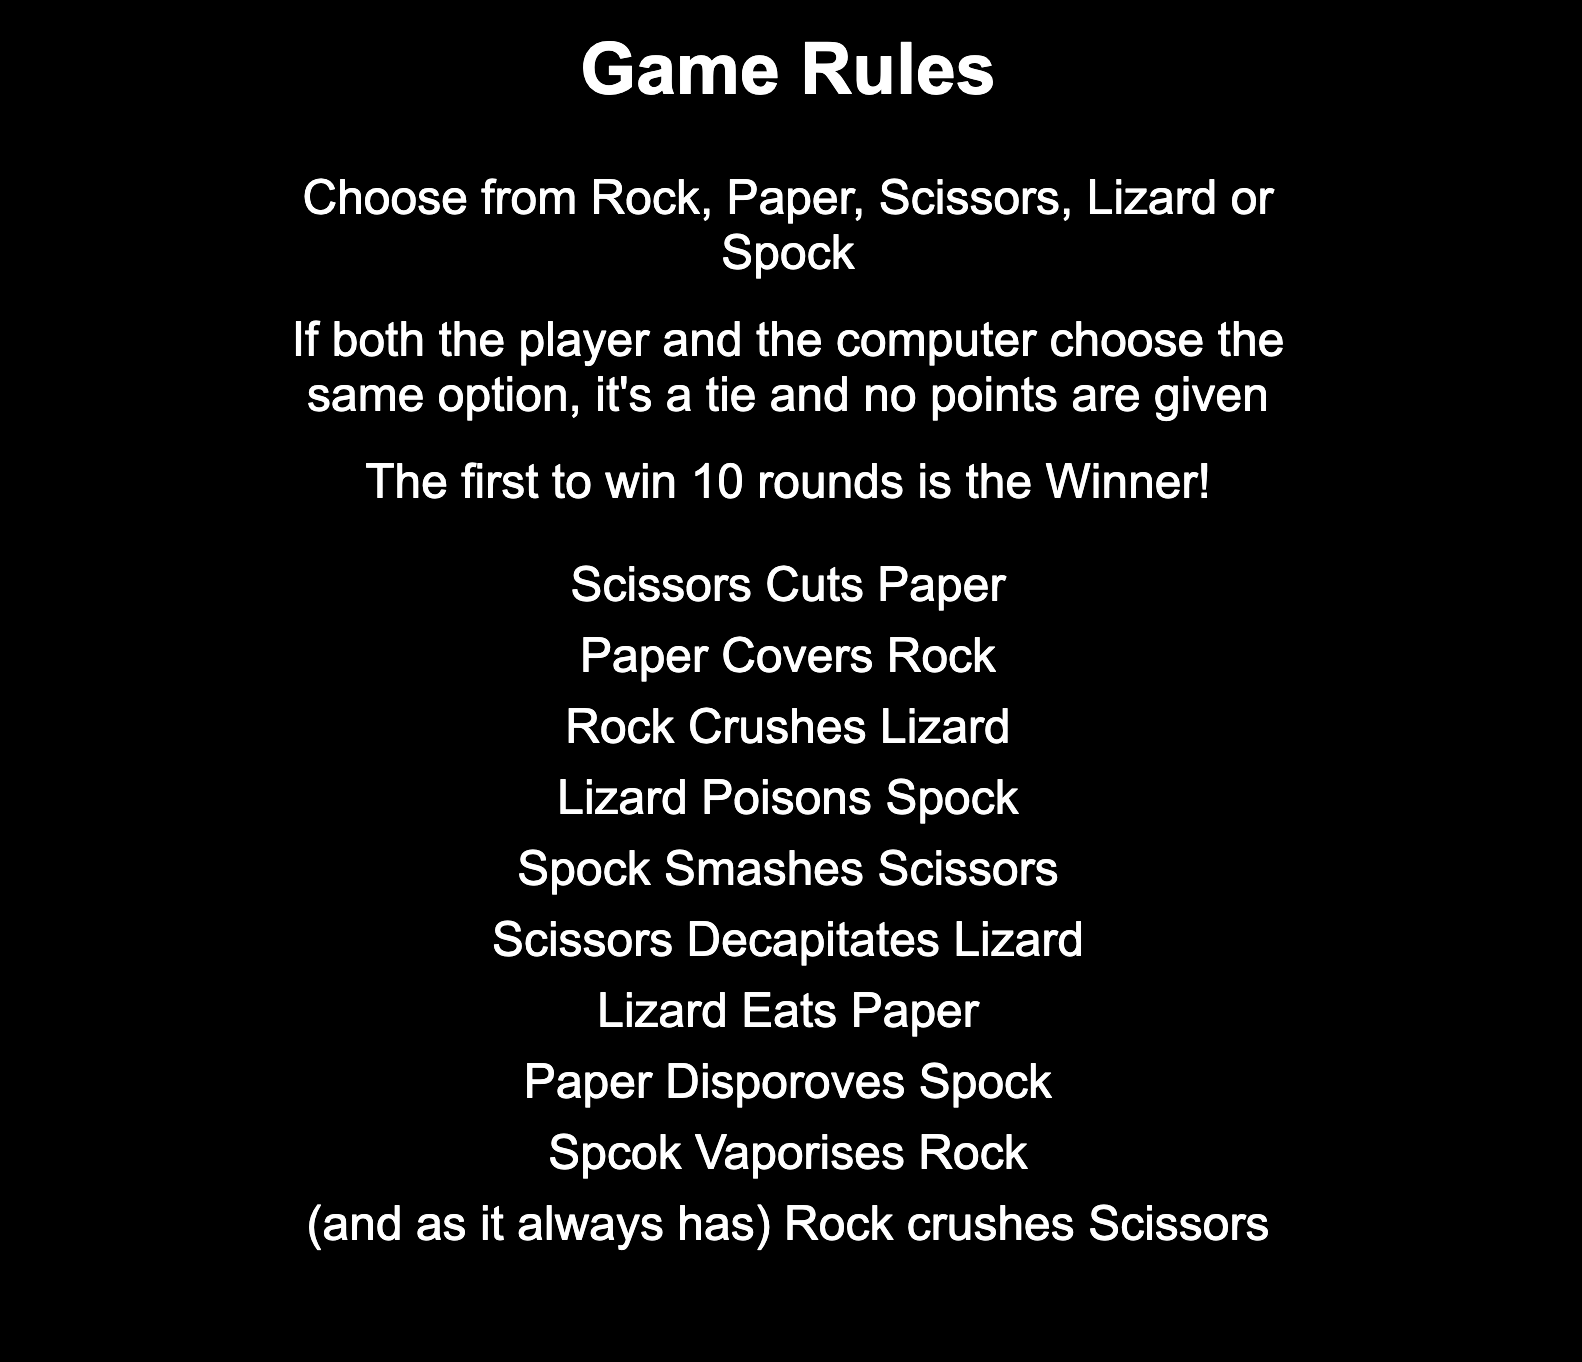 Game Rules
Choose from Rock, Paper, Scissors, Lizard or
Spock
If both the player and the computer choose the
same option, it's a tie and no points are given
The first to win 10 rounds is the Winner!
Scissors Cuts Paper
Paper Covers Rock
Rock Crushes Lizard
Lizard Poisons Spock
Spock Smashes Scissors
Scissors Decapitates Lizard
Lizard Eats Paper
Paper Disporoves Spock
Spcok Vaporises Rock
(and as it always has) Rock crushes Scissors